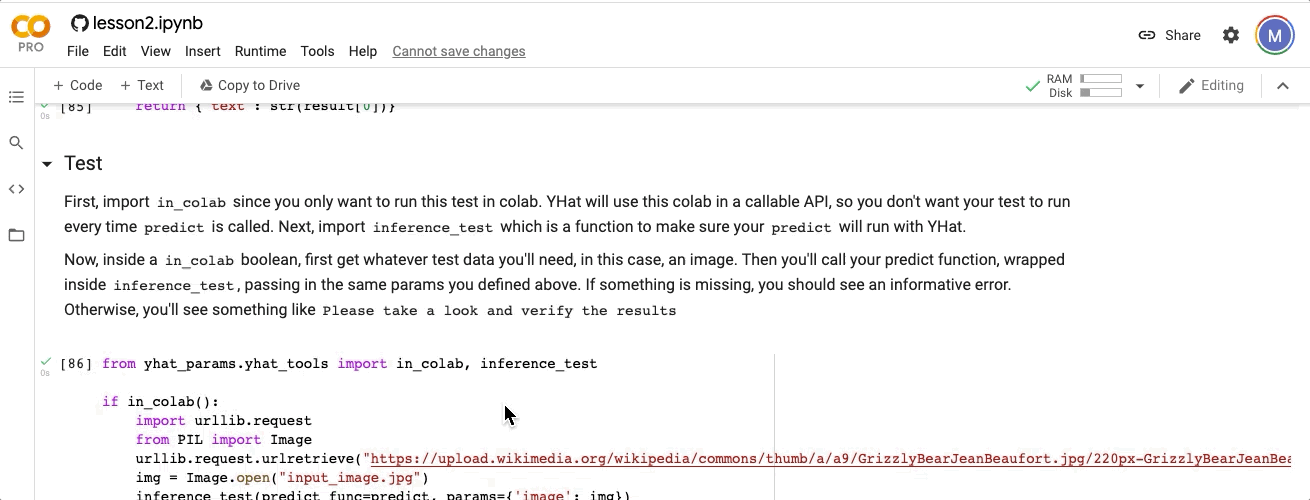 lesson2.ipynb
PRO
File Edit View Insert Runtime Tools Help Cannot save changes
Share
M
+ Code + Text Copy to Drive
RAM
Disk
Editing
0s
[85] return { 'text': str(result[0])}
Test
First, import in_colab since you only want to run this test in colab. YHat will use this colab in a callable API, so you don't want your test to run
every time predict is called. Next, import inference_test which is a function to make sure your predict will run with YHat.
Now, inside a in_colab boolean, first get whatever test data you'll need, in this case, an image. Then you'll call your predict function, wrapped
inside inference_test, passing in the same params you defined above. If something is missing, you should see an informative error.
Otherwise, you'll see something like Please take a look and verify the results
[86] from yhat_params.yhat_tools import in_colab, inference_test
0s
if in_colab():
import urllib.request
from PIL import Image
urllib.request.urlretrieve("https://upload.wikimedia.org/wikipedia/commons/thumb/a/a9/GrizzlyBearJeanBeaufort.jpg/220px-GrizzlyBearJeanBea
img = Image.open("input_image.jpg")
inference_test(predict_func=predict, params={'image': img})